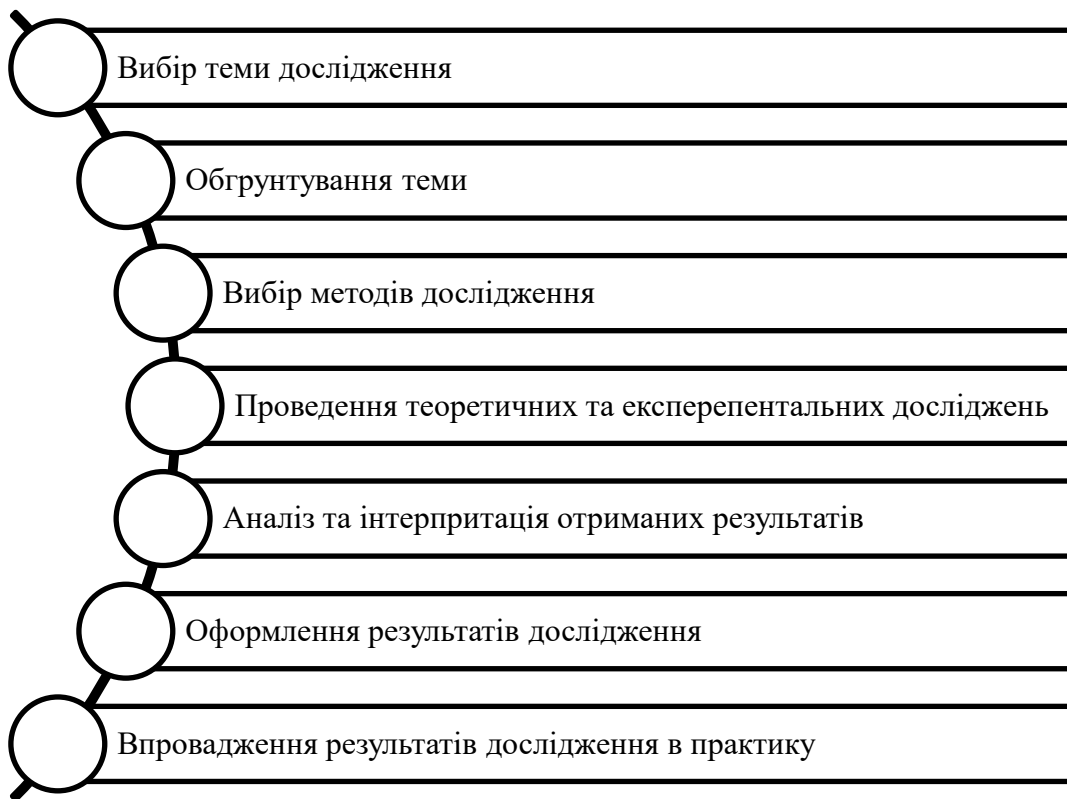 Вибір теми дослідження
Обгрунтування теми
Вибір методів дослідження
Проведення теоретичних та експерепентальних досліджень
Аналіз та інтерпритація отриманих результатів
Оформлення результатів дослідження
Впровадження результатів дослідження в практику